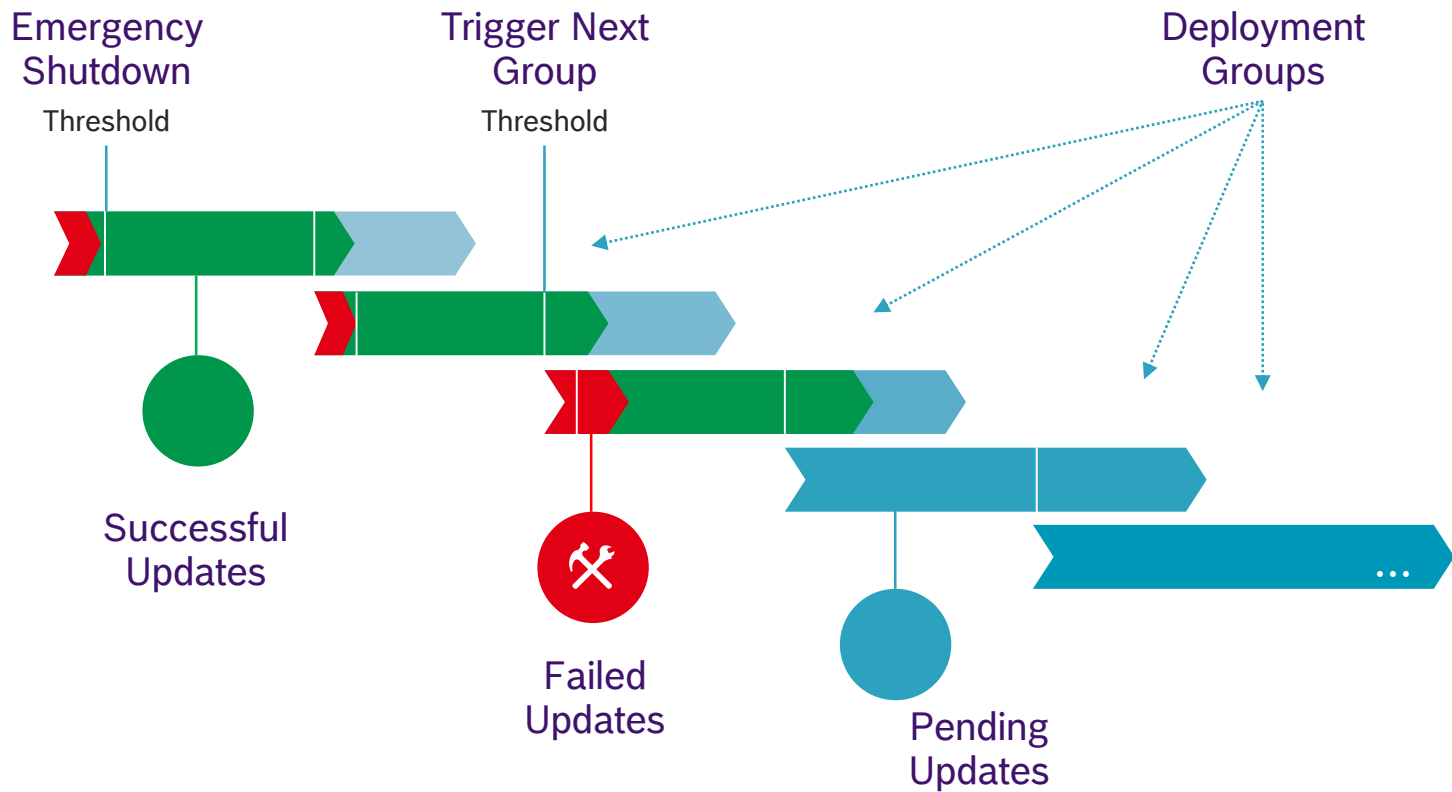 Emergency
Shutdown
Threshold
Trigger Next
Group
Threshold
Deployment
Groups
Successful
Updates
Failed
Updates
Pending
Updates
...